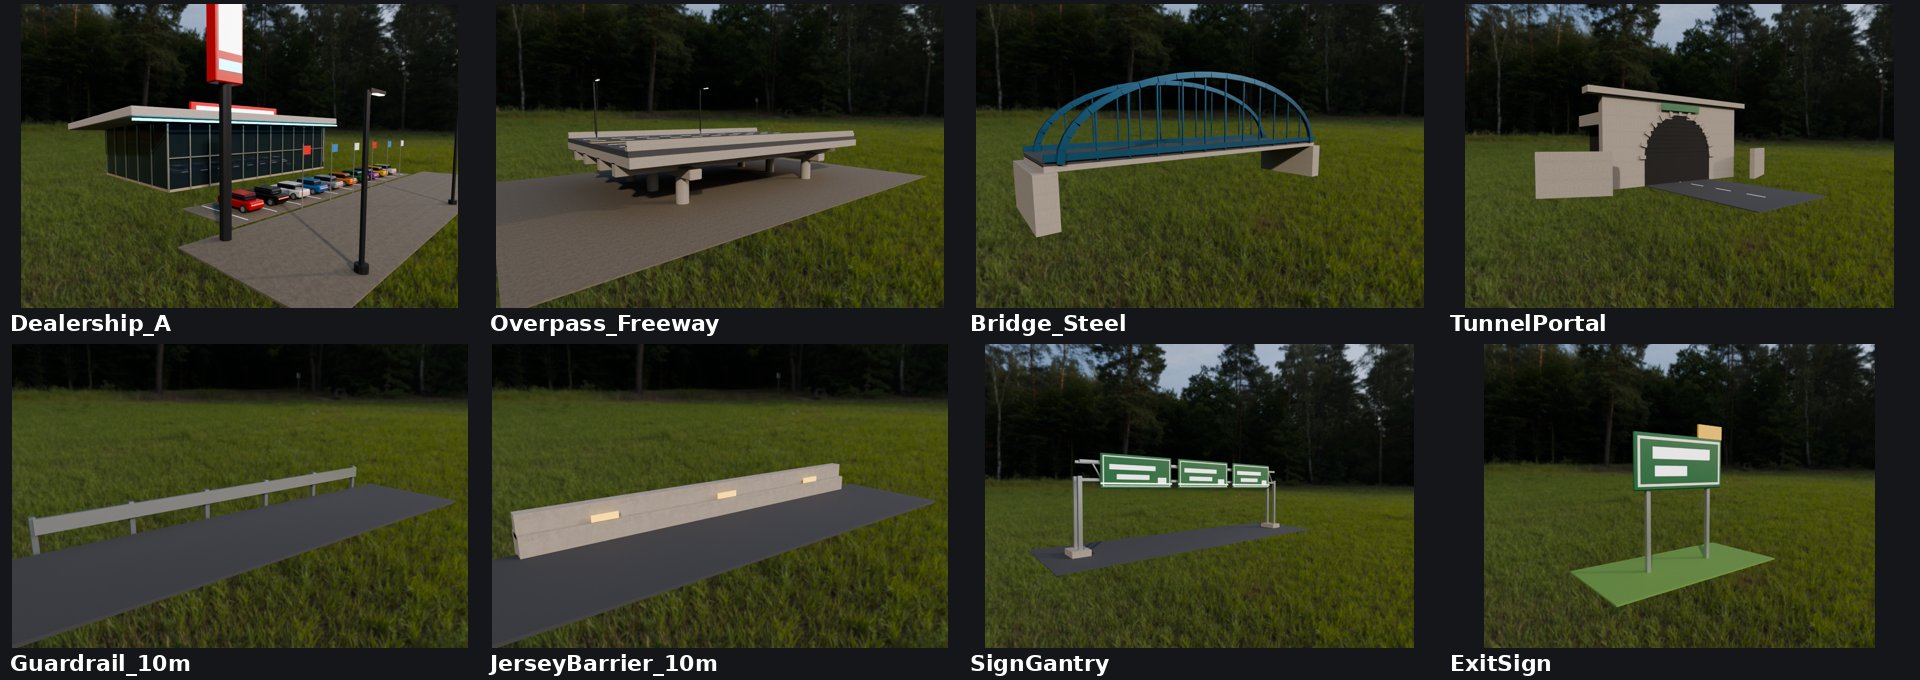 Dealership_A
Overpass_Freeway
Bridge_Steel
TunnelPortal
Guardrail_10m
JerseyBarrier_10m
SignGantry
ExitSign